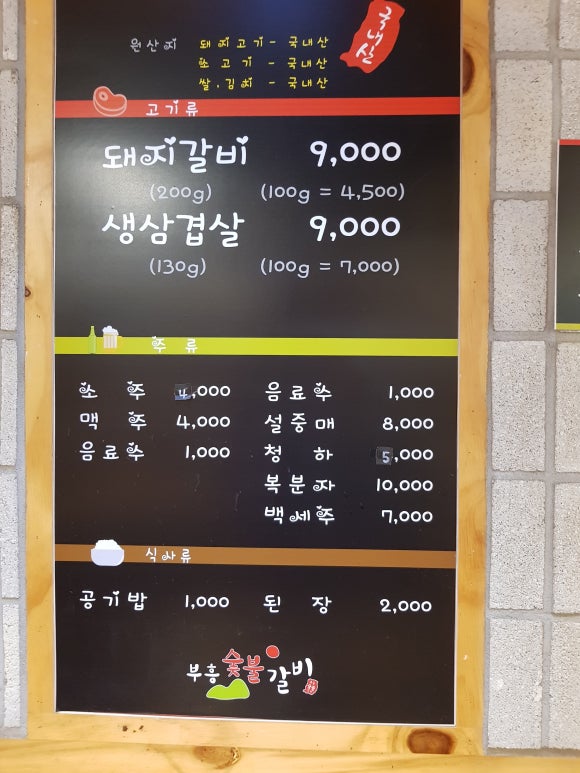 국내산
원산지 돼지고기 - 국내산
소고기 - 국내산
쌀.김치 - 국내산
고기류
돼지갈비 9,000
(200g) (100g = 4,500)
생삼겹살 9,000
(130g) (100g = 7,000)
주류
소주 4,000 음료수 1,000
맥주 4,000 설중매 8,000
음료수 1,000 청하 5,000
복분자 10,000
백세주 7,000
식사류
공기밥 1,000 된장 2,000
부흥 숯불갈비